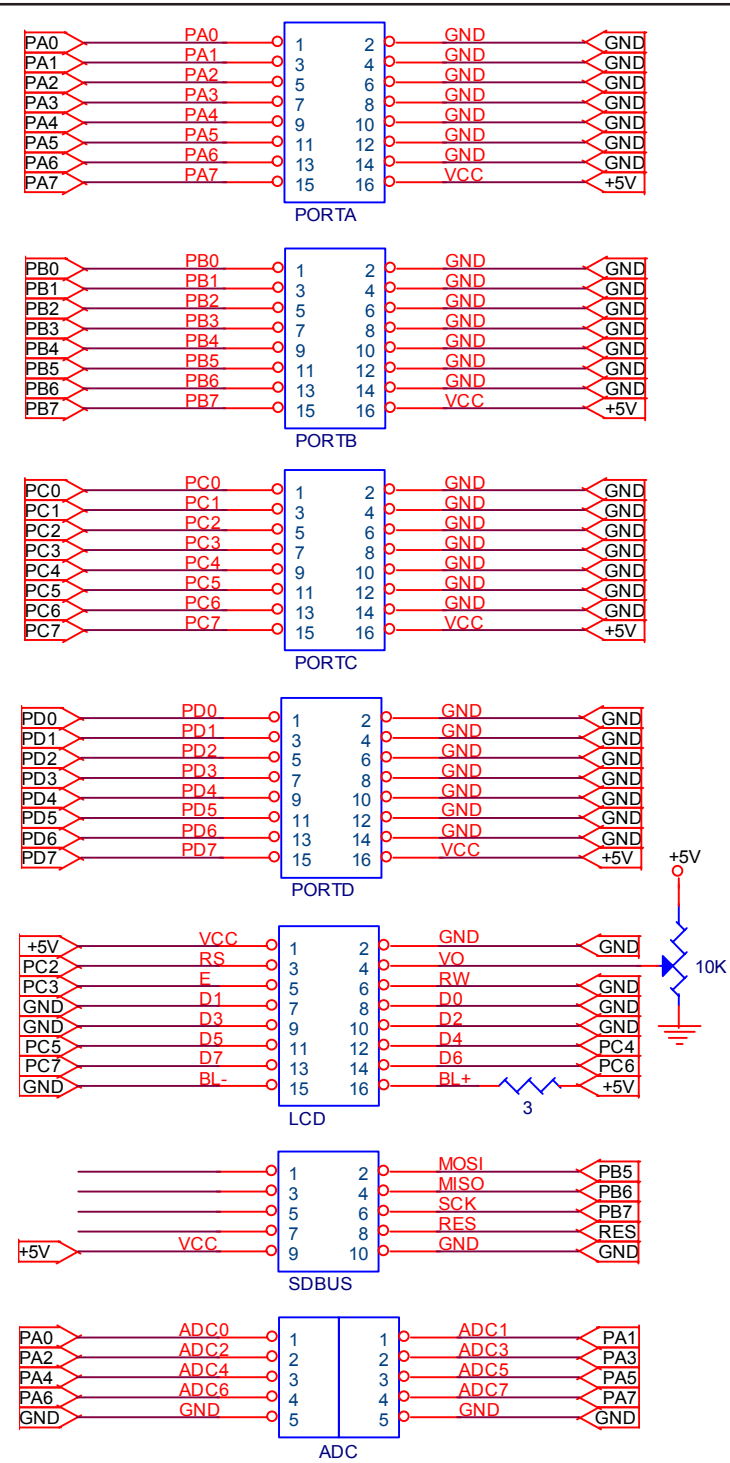 PA0 PA0 1 2 GND GND
PA1 PA1 3 4 GND GND
PA2 PA2 5 6 GND GND
PA3 PA3 7 8 GND GND
PA4 PA4 9 10 GND GND
PA5 PA5 11 12 GND GND
PA6 PA6 13 14 GND GND
PA7 PA7 15 16 VCC +5V
PORTA
PB0 PB0 1 2 GND GND
PB1 PB1 3 4 GND GND
PB2 PB2 5 6 GND GND
PB3 PB3 7 8 GND GND
PB4 PB4 9 10 GND GND
PB5 PB5 11 12 GND GND
PB6 PB6 13 14 GND GND
PB7 PB7 15 16 VCC +5V
PORTB
PC0 PC0 1 2 GND GND
PC1 PC1 3 4 GND GND
PC2 PC2 5 6 GND GND
PC3 PC3 7 8 GND GND
PC4 PC4 9 10 GND GND
PC5 PC5 11 12 GND GND
PC6 PC6 13 14 GND GND
PC7 PC7 15 16 VCC +5V
PORTC
PD0 PD0 1 2 GND GND
PD1 PD1 3 4 GND GND
PD2 PD2 5 6 GND GND
PD3 PD3 7 8 GND GND
PD4 PD4 9 10 GND GND
PD5 PD5 11 12 GND GND
PD6 PD6 13 14 GND GND
PD7 PD7 15 16 VCC +5V
PORTD
+5V
+5V VCC 1 2 GND GND
PC2 RS 3 4 VO 10K
PC3 E 5 6 RW GND
GND D1 7 8 D0 GND
GND D3 9 10 D2 GND
PC5 D5 11 12 D4 PC4
PC7 D7 13 14 D6 PC6
GND BL- 15 16 BL+ 3 +5V
LCD
1 2 MOSI PB5
3 4 MISO PB6
5 6 SCK PB7
7 8 RES RES
+5V VCC 9 10 GND GND
SDBUS
PA0 ADC0 1 1 ADC1 PA1
PA2 ADC2 2 2 ADC3 PA3
PA4 ADC4 3 3 ADC5 PA5
PA6 ADC6 4 4 ADC7 PA7
GND GND 5 5 GND GND
ADC